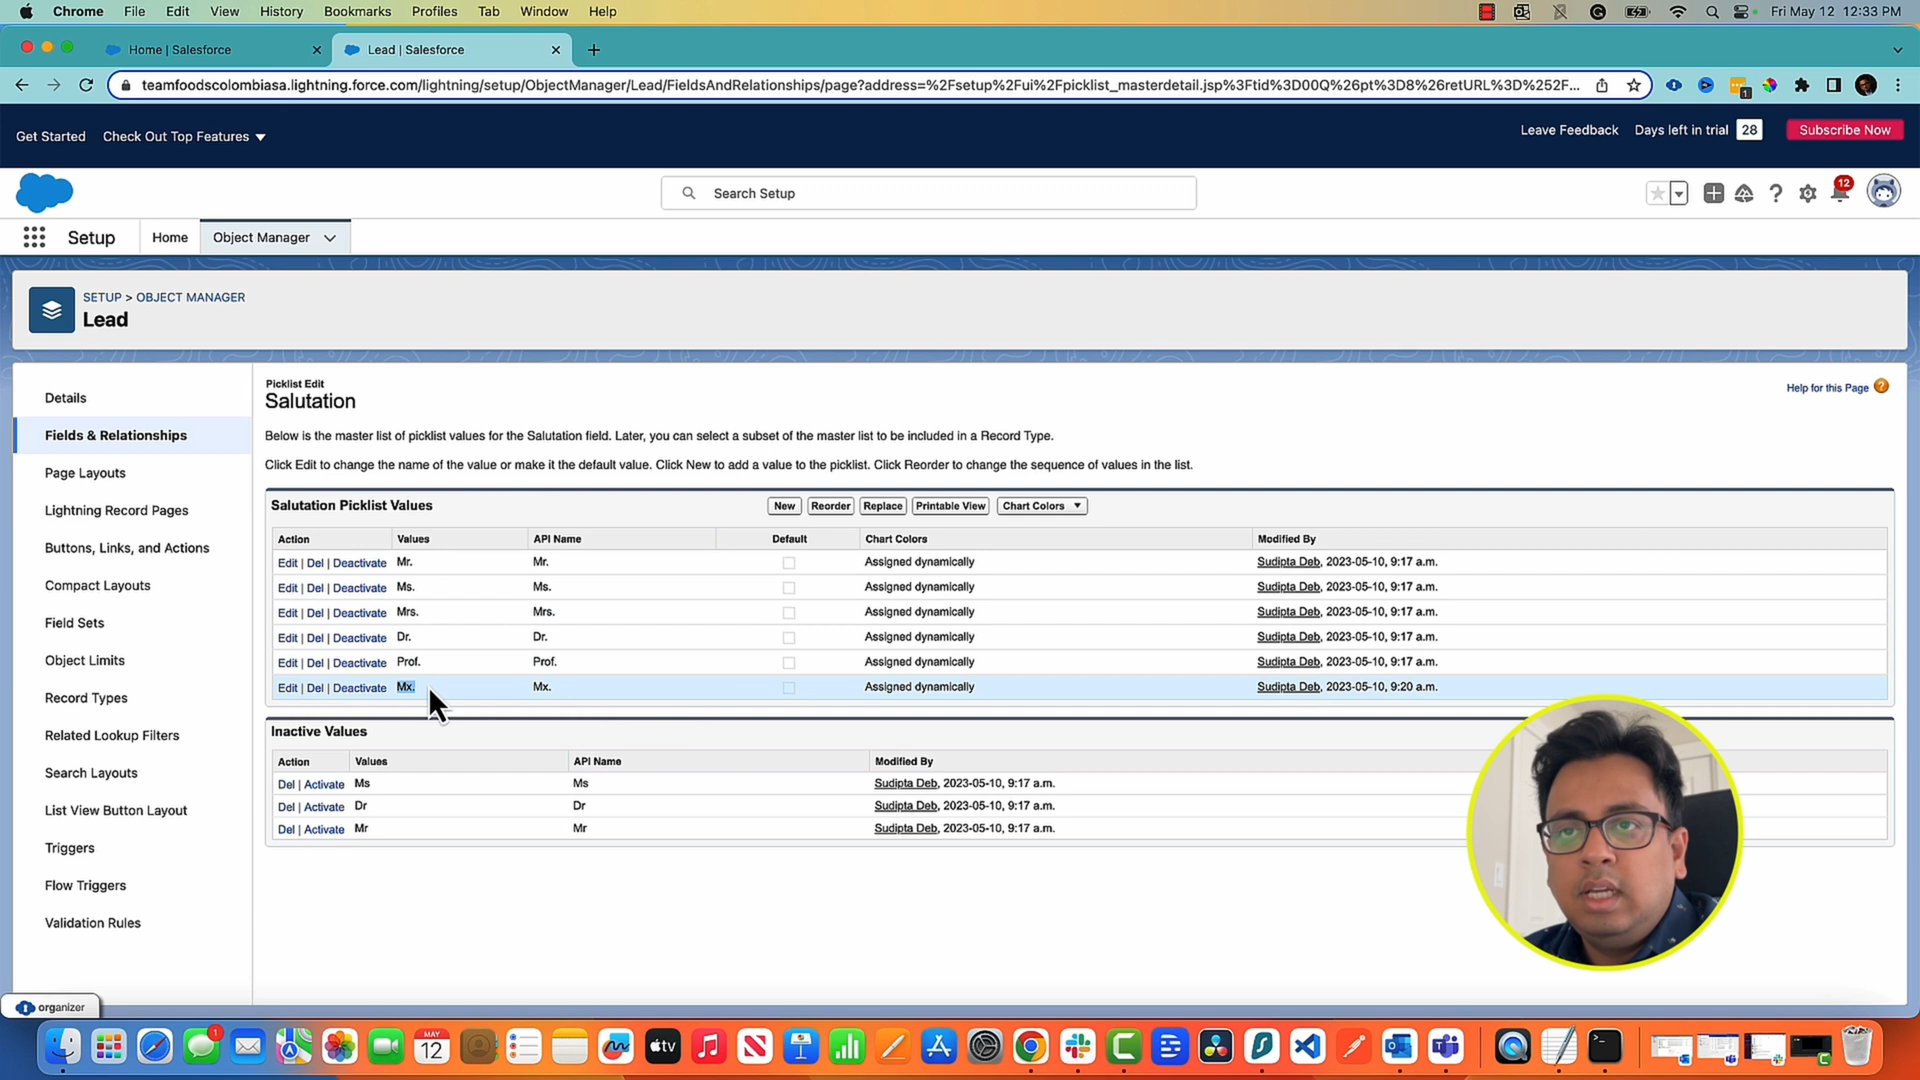 Chrome File Edit View History Bookmarks Profiles Tab Window Help Fri May 12 12:33 PM
Home | Salesforce Lead | Salesforce
teamfoodscolombiasa.lightning.force.com/lightning/setup/ObjectManager/Lead/FieldsAndRelationships/page?address=%2Fsetup%2Fui%2Fpicklist_masterdetail.jsp%3Ftid%3D00Q%26pt%3D8%26retURL%3D%252F...
1
Get Started Check Out Top Features Leave Feedback Days left in trial 28 Subscribe Now
Search Setup 12
Setup Home Object Manager
SETUP > OBJECT MANAGER
Lead
Details
Fields & Relationships
Page Layouts
Lightning Record Pages
Buttons, Links, and Actions
Compact Layouts
Field Sets
Object Limits
Record Types
Related Lookup Filters
Search Layouts
List View Button Layout
Triggers
Flow Triggers
Validation Rules
Picklist Edit
Salutation
Help for this Page ?
Below is the master list of picklist values for the Salutation field. Later, you can select a subset of the master list to be included in a Record Type.
Click Edit to change the name of the value or make it the default value. Click New to add a value to the picklist. Click Reorder to change the sequence of values in the list.
Salutation Picklist Values New Reorder Replace Printable View Chart Colors
Action Values API Name Default Chart Colors Modified By
Edit | Del | Deactivate Mr. Mr. Assigned dynamically Sudipta Deb, 2023-05-10, 9:17 a.m.
Edit | Del | Deactivate Ms. Ms. Assigned dynamically Sudipta Deb, 2023-05-10, 9:17 a.m.
Edit | Del | Deactivate Mrs. Mrs. Assigned dynamically Sudipta Deb, 2023-05-10, 9:17 a.m.
Edit | Del | Deactivate Dr. Dr. Assigned dynamically Sudipta Deb, 2023-05-10, 9:17 a.m.
Edit | Del | Deactivate Prof. Prof. Assigned dynamically Sudipta Deb, 2023-05-10, 9:17 a.m.
Edit | Del | Deactivate Mx. Mx. Assigned dynamically Sudipta Deb, 2023-05-10, 9:20 a.m.
Inactive Values
Action Values API Name Modified By
Del | Activate Ms Ms Sudipta Deb, 2023-05-10, 9:17 a.m.
Del | Activate Dr Dr Sudipta Deb, 2023-05-10, 9:17 a.m.
Del | Activate Mr Mr Sudipta Deb, 2023-05-10, 9:17 a.m.
organizer
1 MAY 12 tv